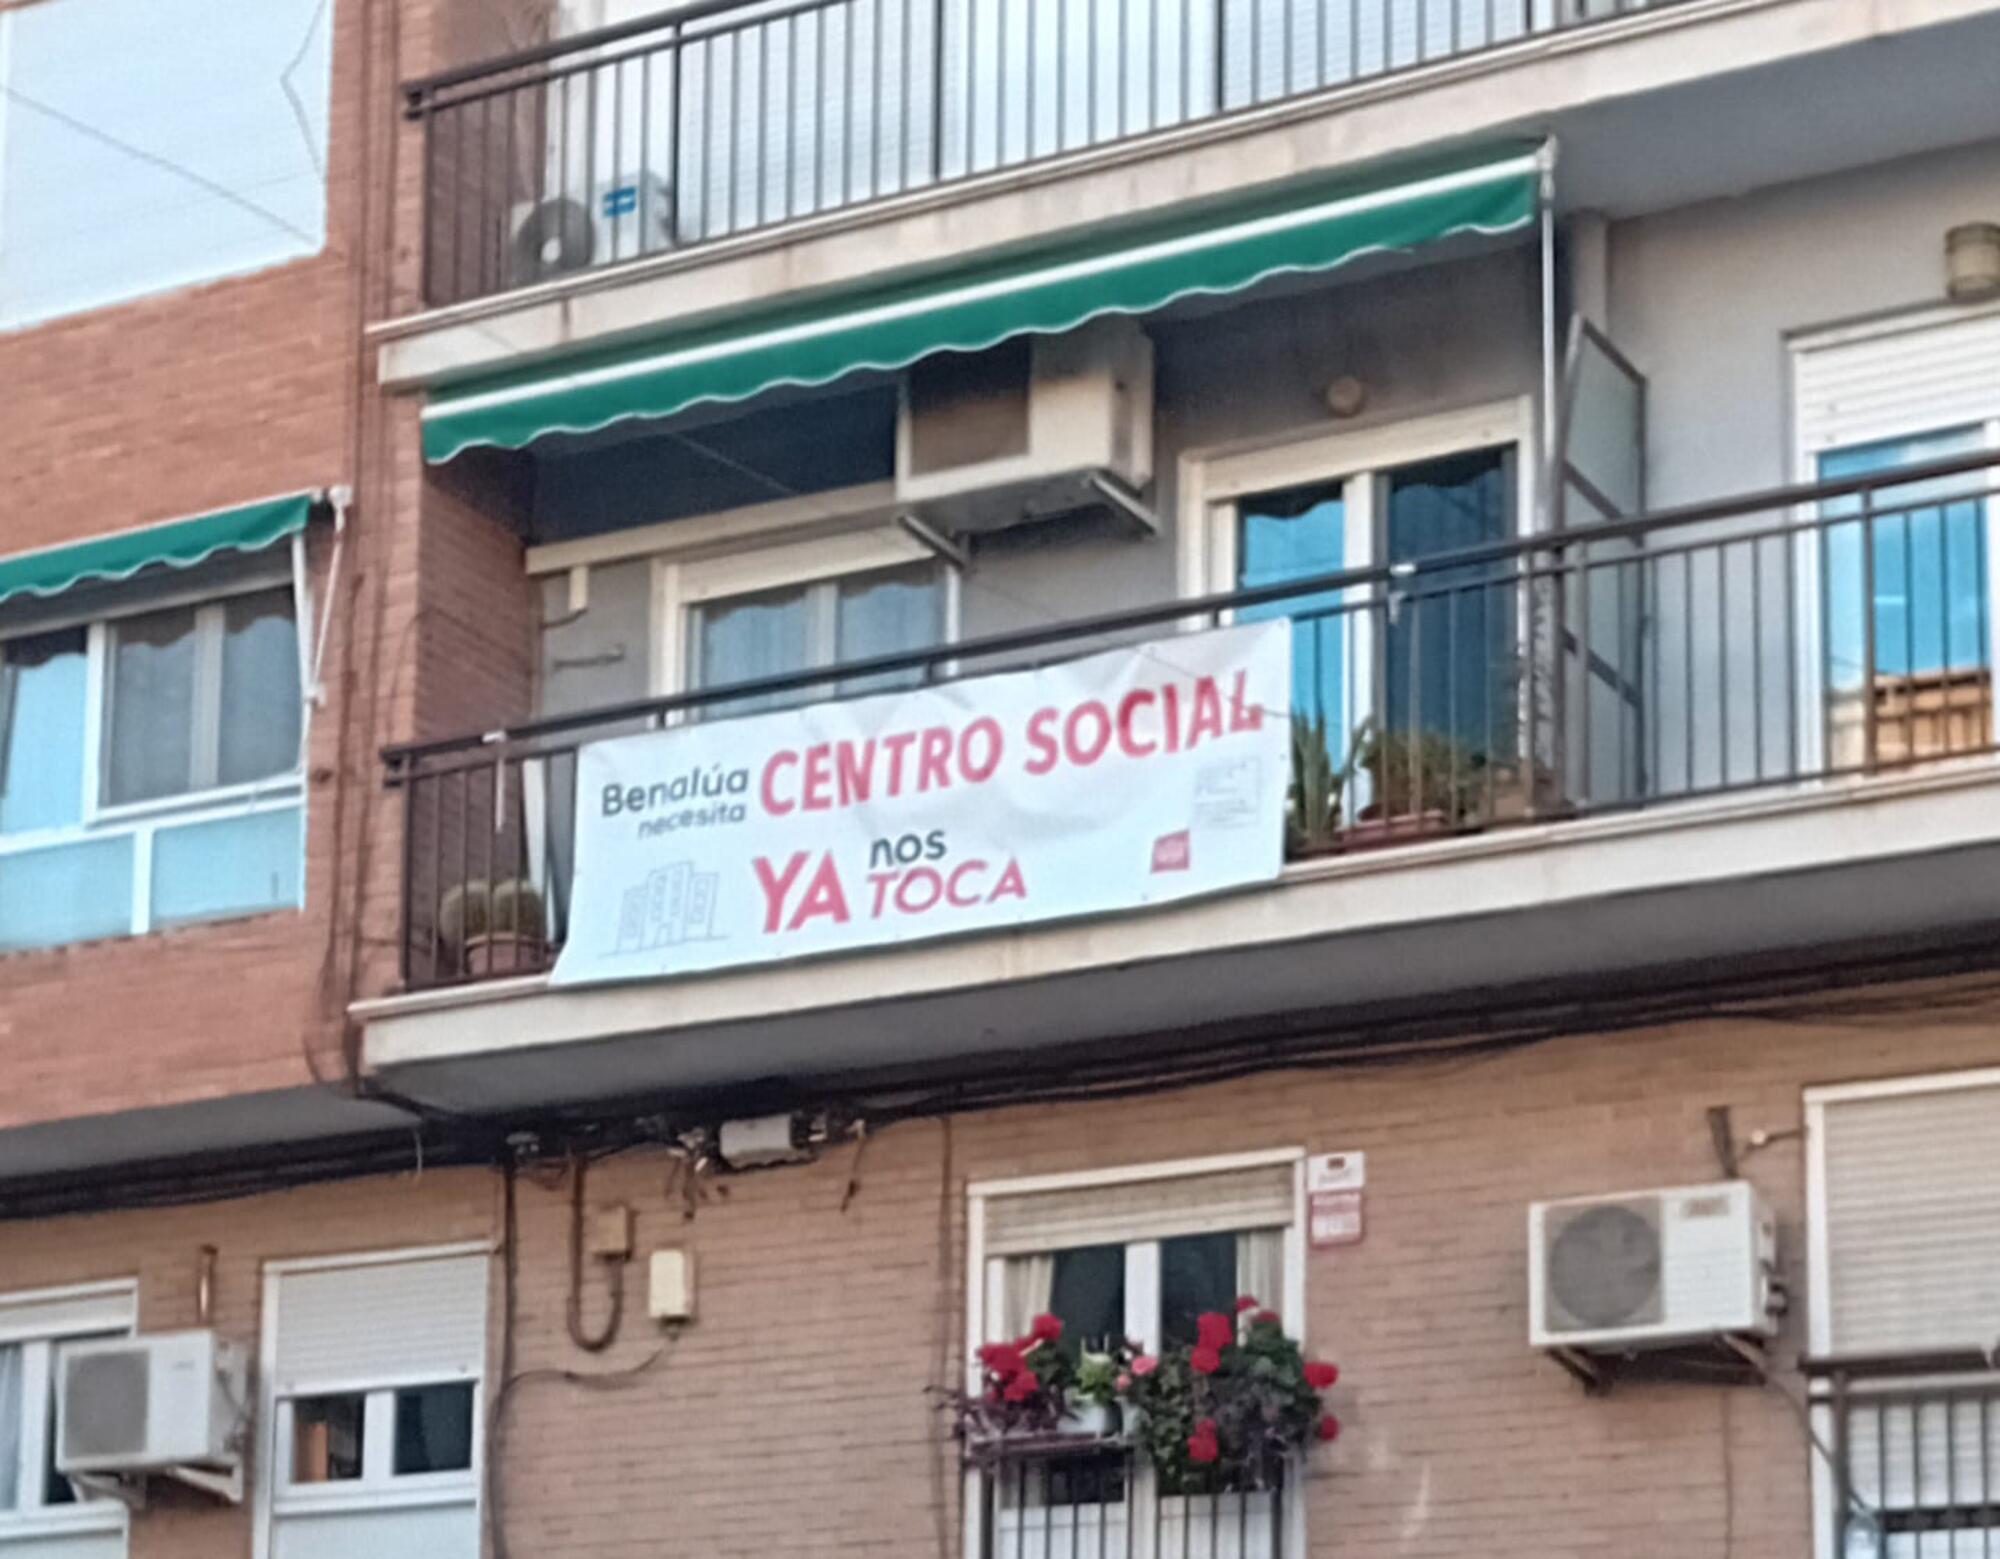 Benalúa CENTRO SOCIAL
necesita
YA nos
TOCA